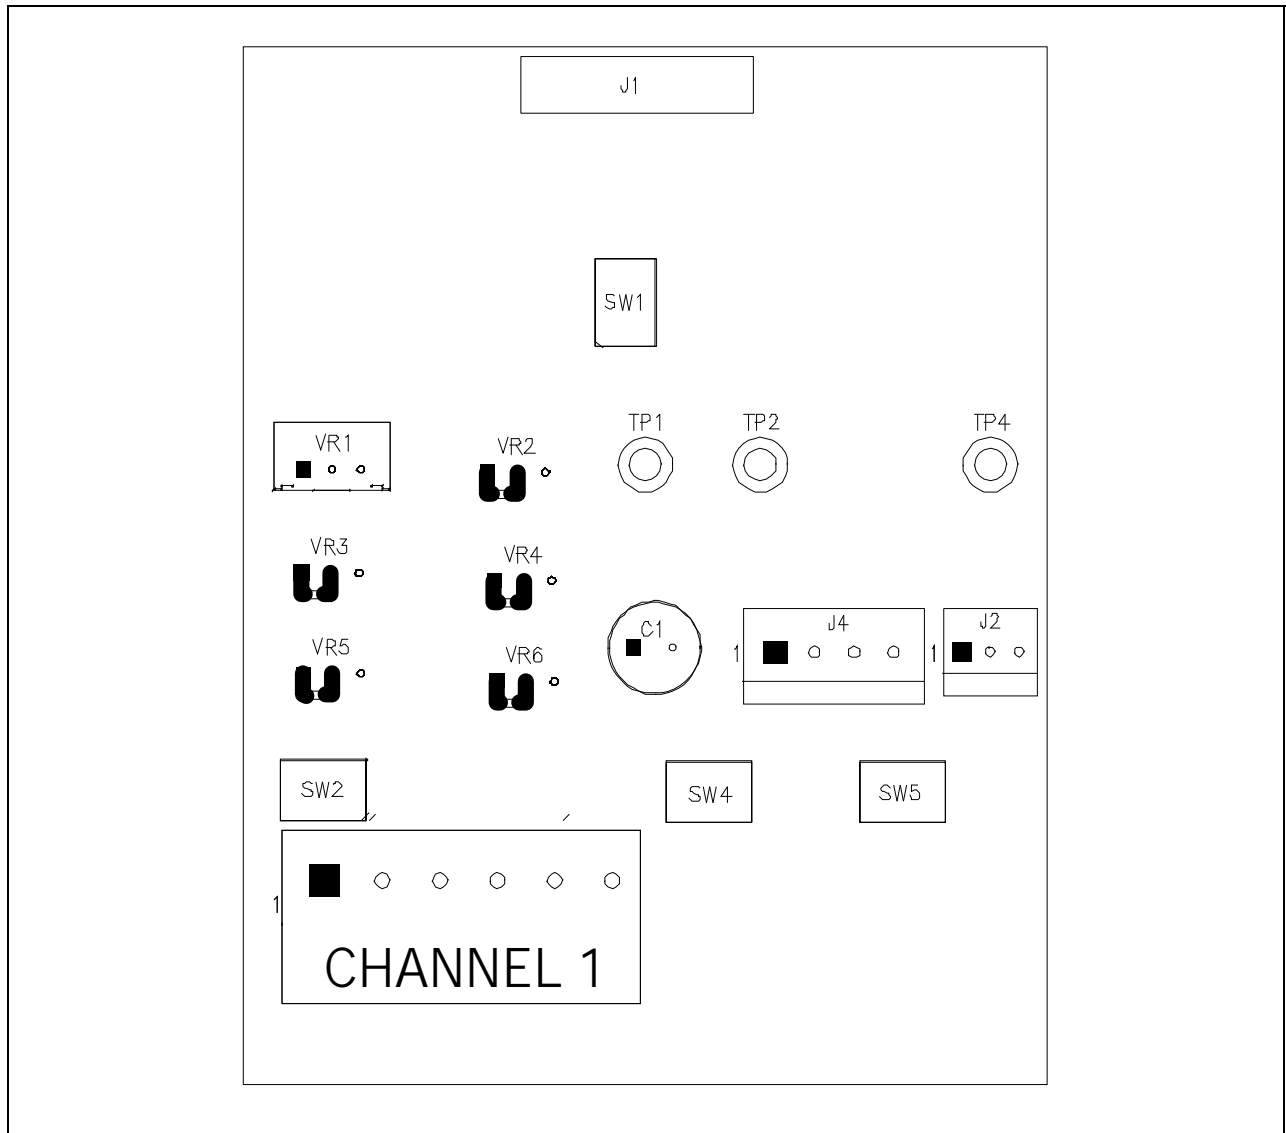 J1
SW1
TP1 TP2 TP4
VR1 VR2
VR3 VR4
C1 J4 J2
1 1
VR5 VR6
SW2 SW4 SW5
1
CHANNEL 1